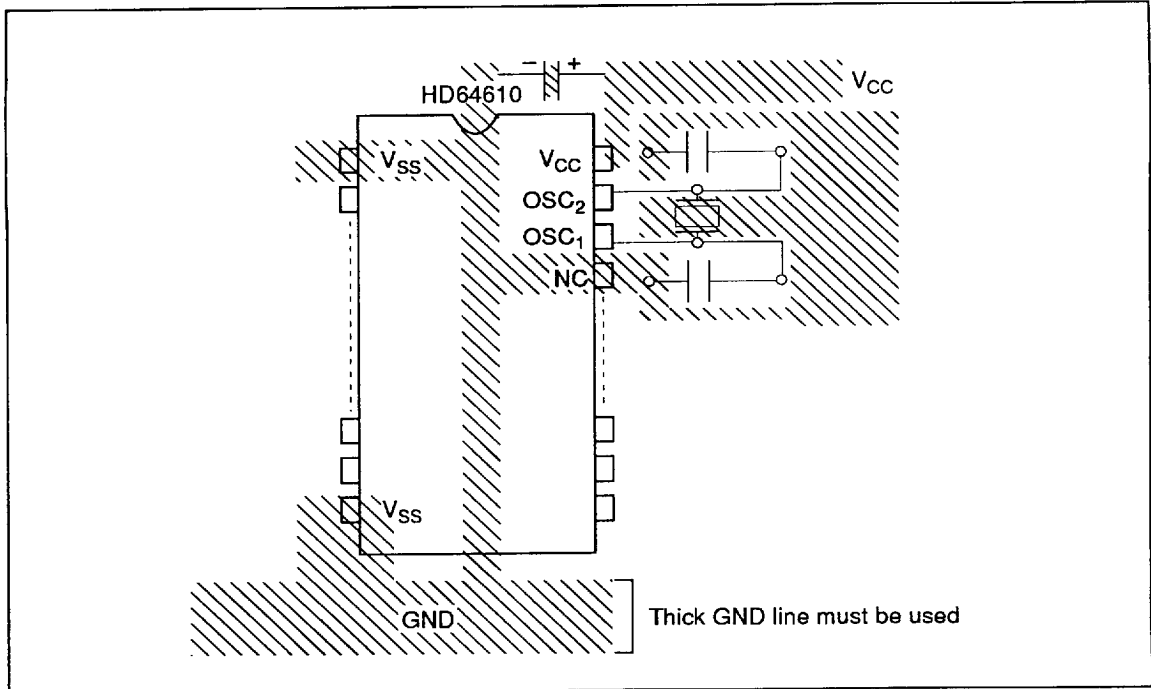 − +
V_CC
HD64610
V_SS
V_CC
OSC_2
OSC_1
NC
V_SS
GND
Thick GND line must be used